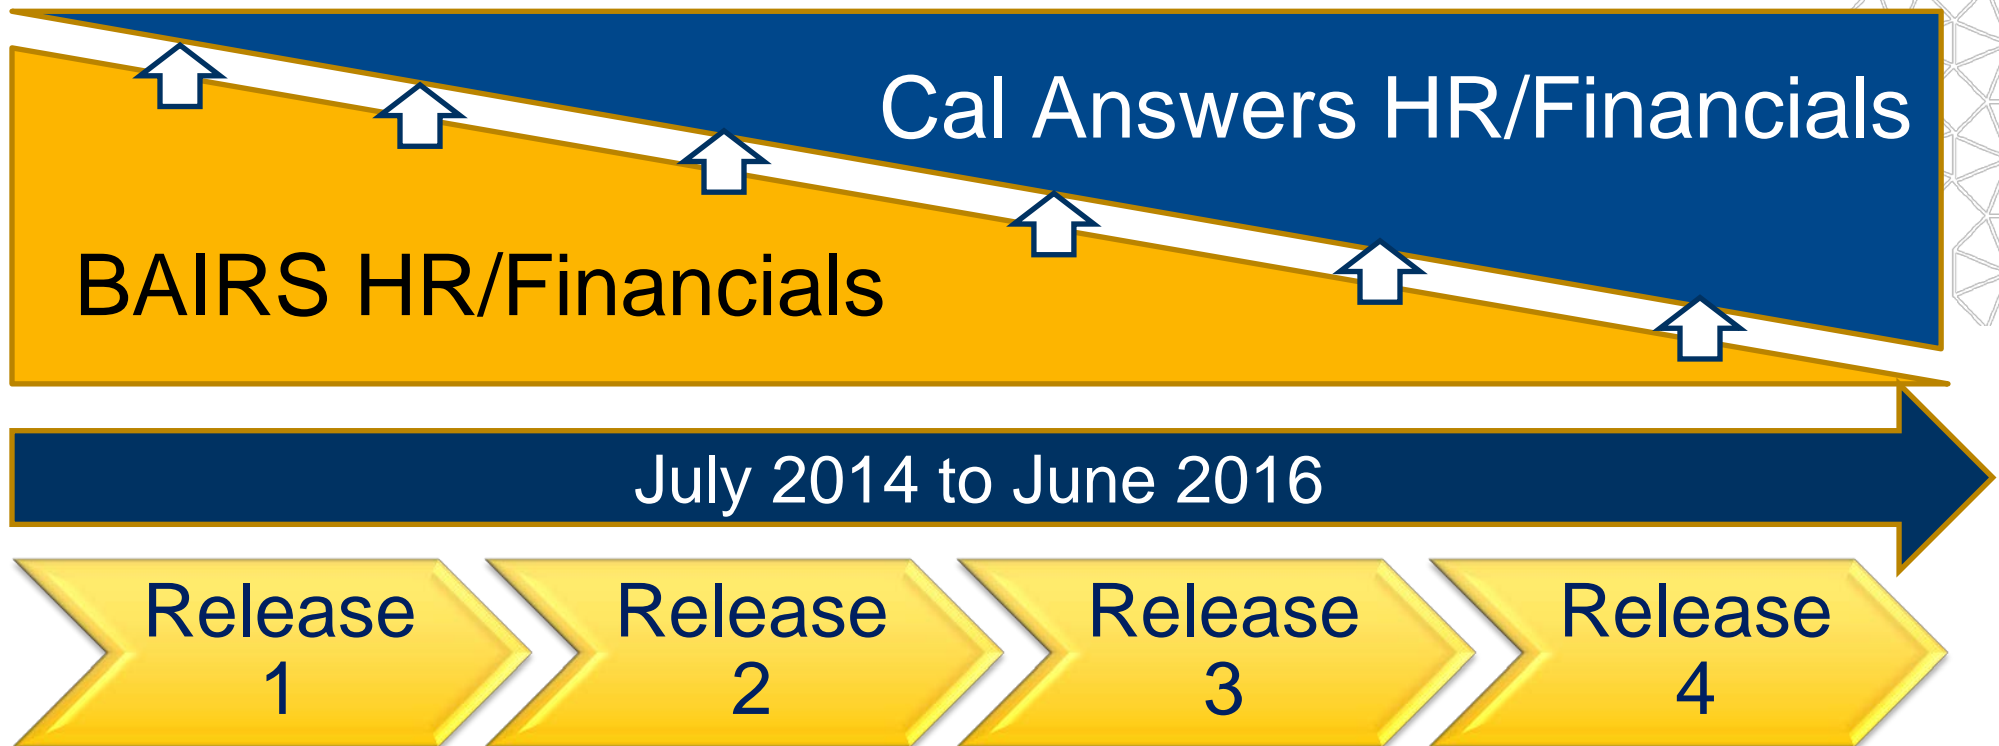 Cal Answers HR/Financials
BAIRS HR/Financials
July 2014 to June 2016
Release
1
Release
2
Release
3
Release
4